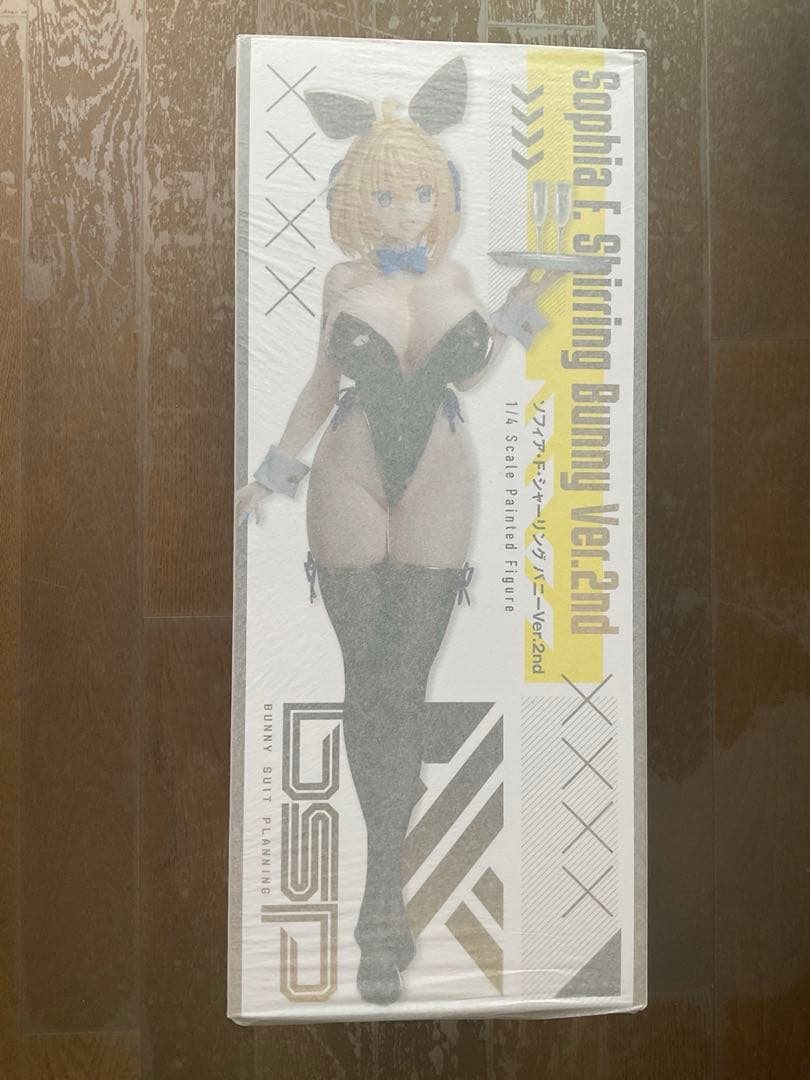 Sophia F. Shirring Bunny Ver.2nd
ソフィア・F・シャーリング バニーVer.2nd
1/4 Scale Painted Figure
BSP
BUNNY SUIT PLANNING